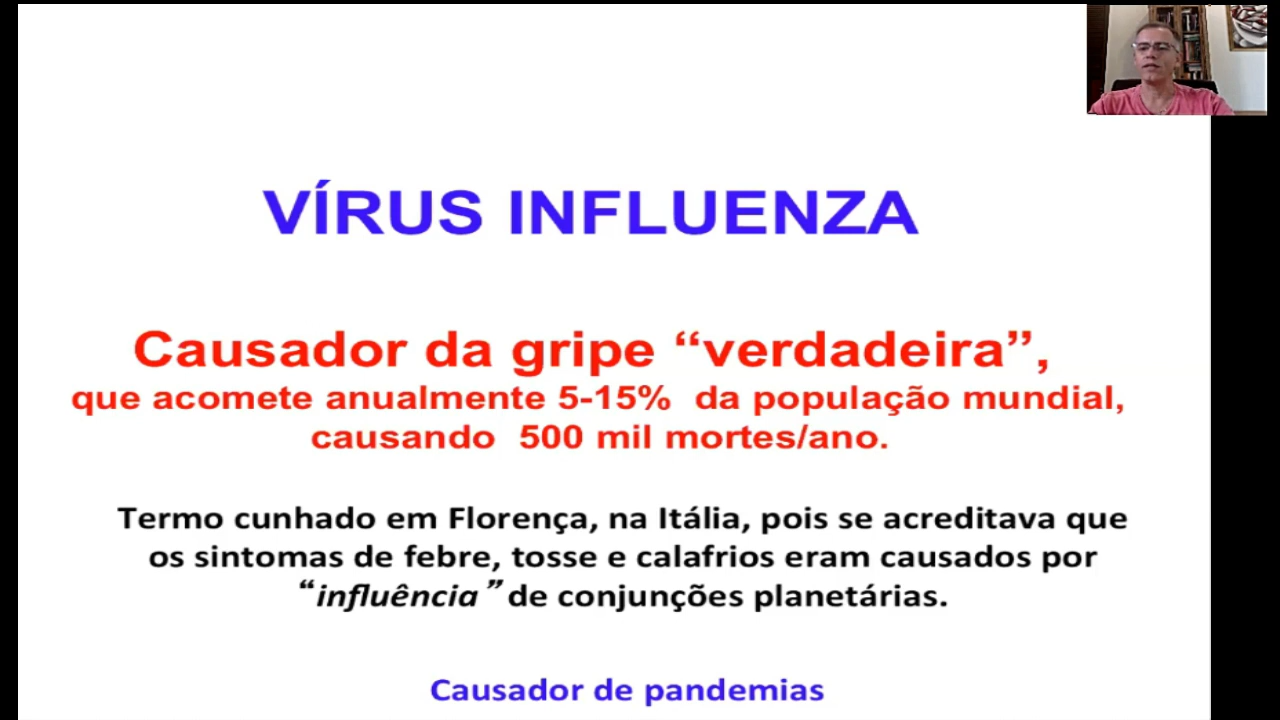 VÍRUS INFLUENZA
Causador da gripe “verdadeira”,
que acomete anualmente 5-15% da população mundial,
causando 500 mil mortes/ano.
Termo cunhado em Florença, na Itália, pois se acreditava que
os sintomas de febre, tosse e calafrios eram causados por
“influência” de conjunções planetárias.
Causador de pandemias